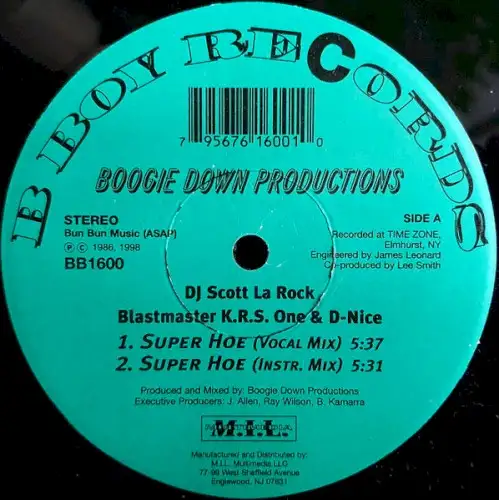 B BOY RECORDS
7 95676 16001 0
BOOGIE DOWN PRODUCTIONS
STEREO
Bun Bun Music (ASAP)
℗ © 1986, 1998
BB1600
SIDE A
Recorded at TIME ZONE,
Elmhurst, NY
Engineered by James Leonard
Co-produced by Lee Smith
DJ Scott La Rock
Blastmaster K.R.S. One & D-Nice
1. SUPER HOE (VOCAL MIX) 5:37
2. SUPER HOE (INSTR. MIX) 5:31
Produced and Mixed by: Boogie Down Productions
Executive Producers: J. Allen, Ray Wilson, B. Kamarra
M.I.L.
MULTIMEDIA
Manufactured and Distributed by:
M.I.L. Multimedia LLC
77-99 West Sheffield Avenue
Englewood, NJ 07631